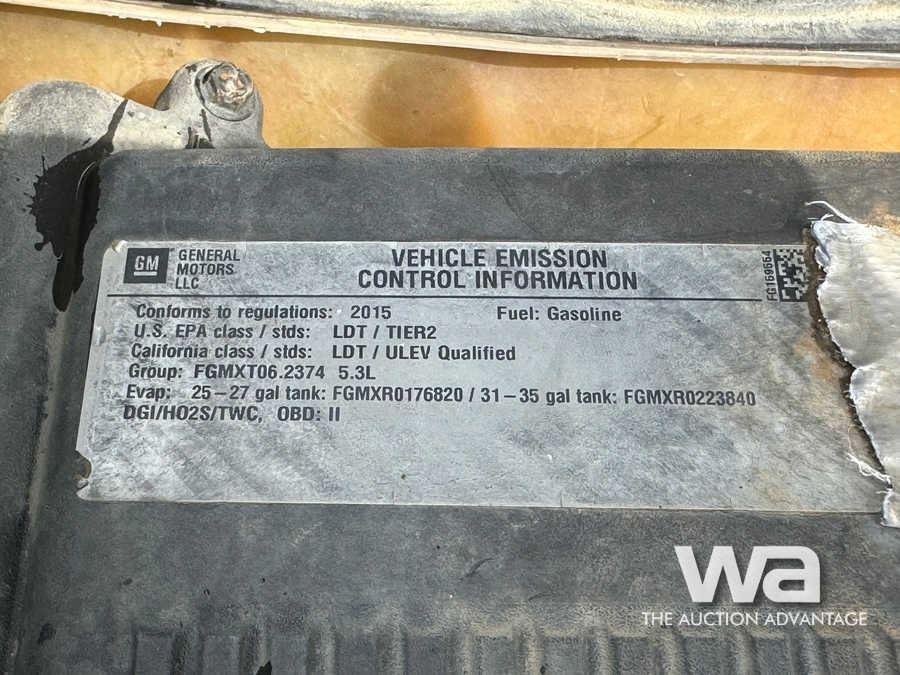 GM
GENERAL
MOTORS
LLC
VEHICLE EMISSION
CONTROL INFORMATION
FG169664
Conforms to regulations: 2015 Fuel: Gasoline
U.S. EPA class / stds: LDT / TIER2
California class / stds: LDT / ULEV Qualified
Group: FGMXT06.2374 5.3L
Evap: 25-27 gal tank: FGMXR0176820 / 31-35 gal tank: FGMXR0223840
DGI/HO2S/TWC, OBD: II
wa
THE AUCTION ADVANTAGE